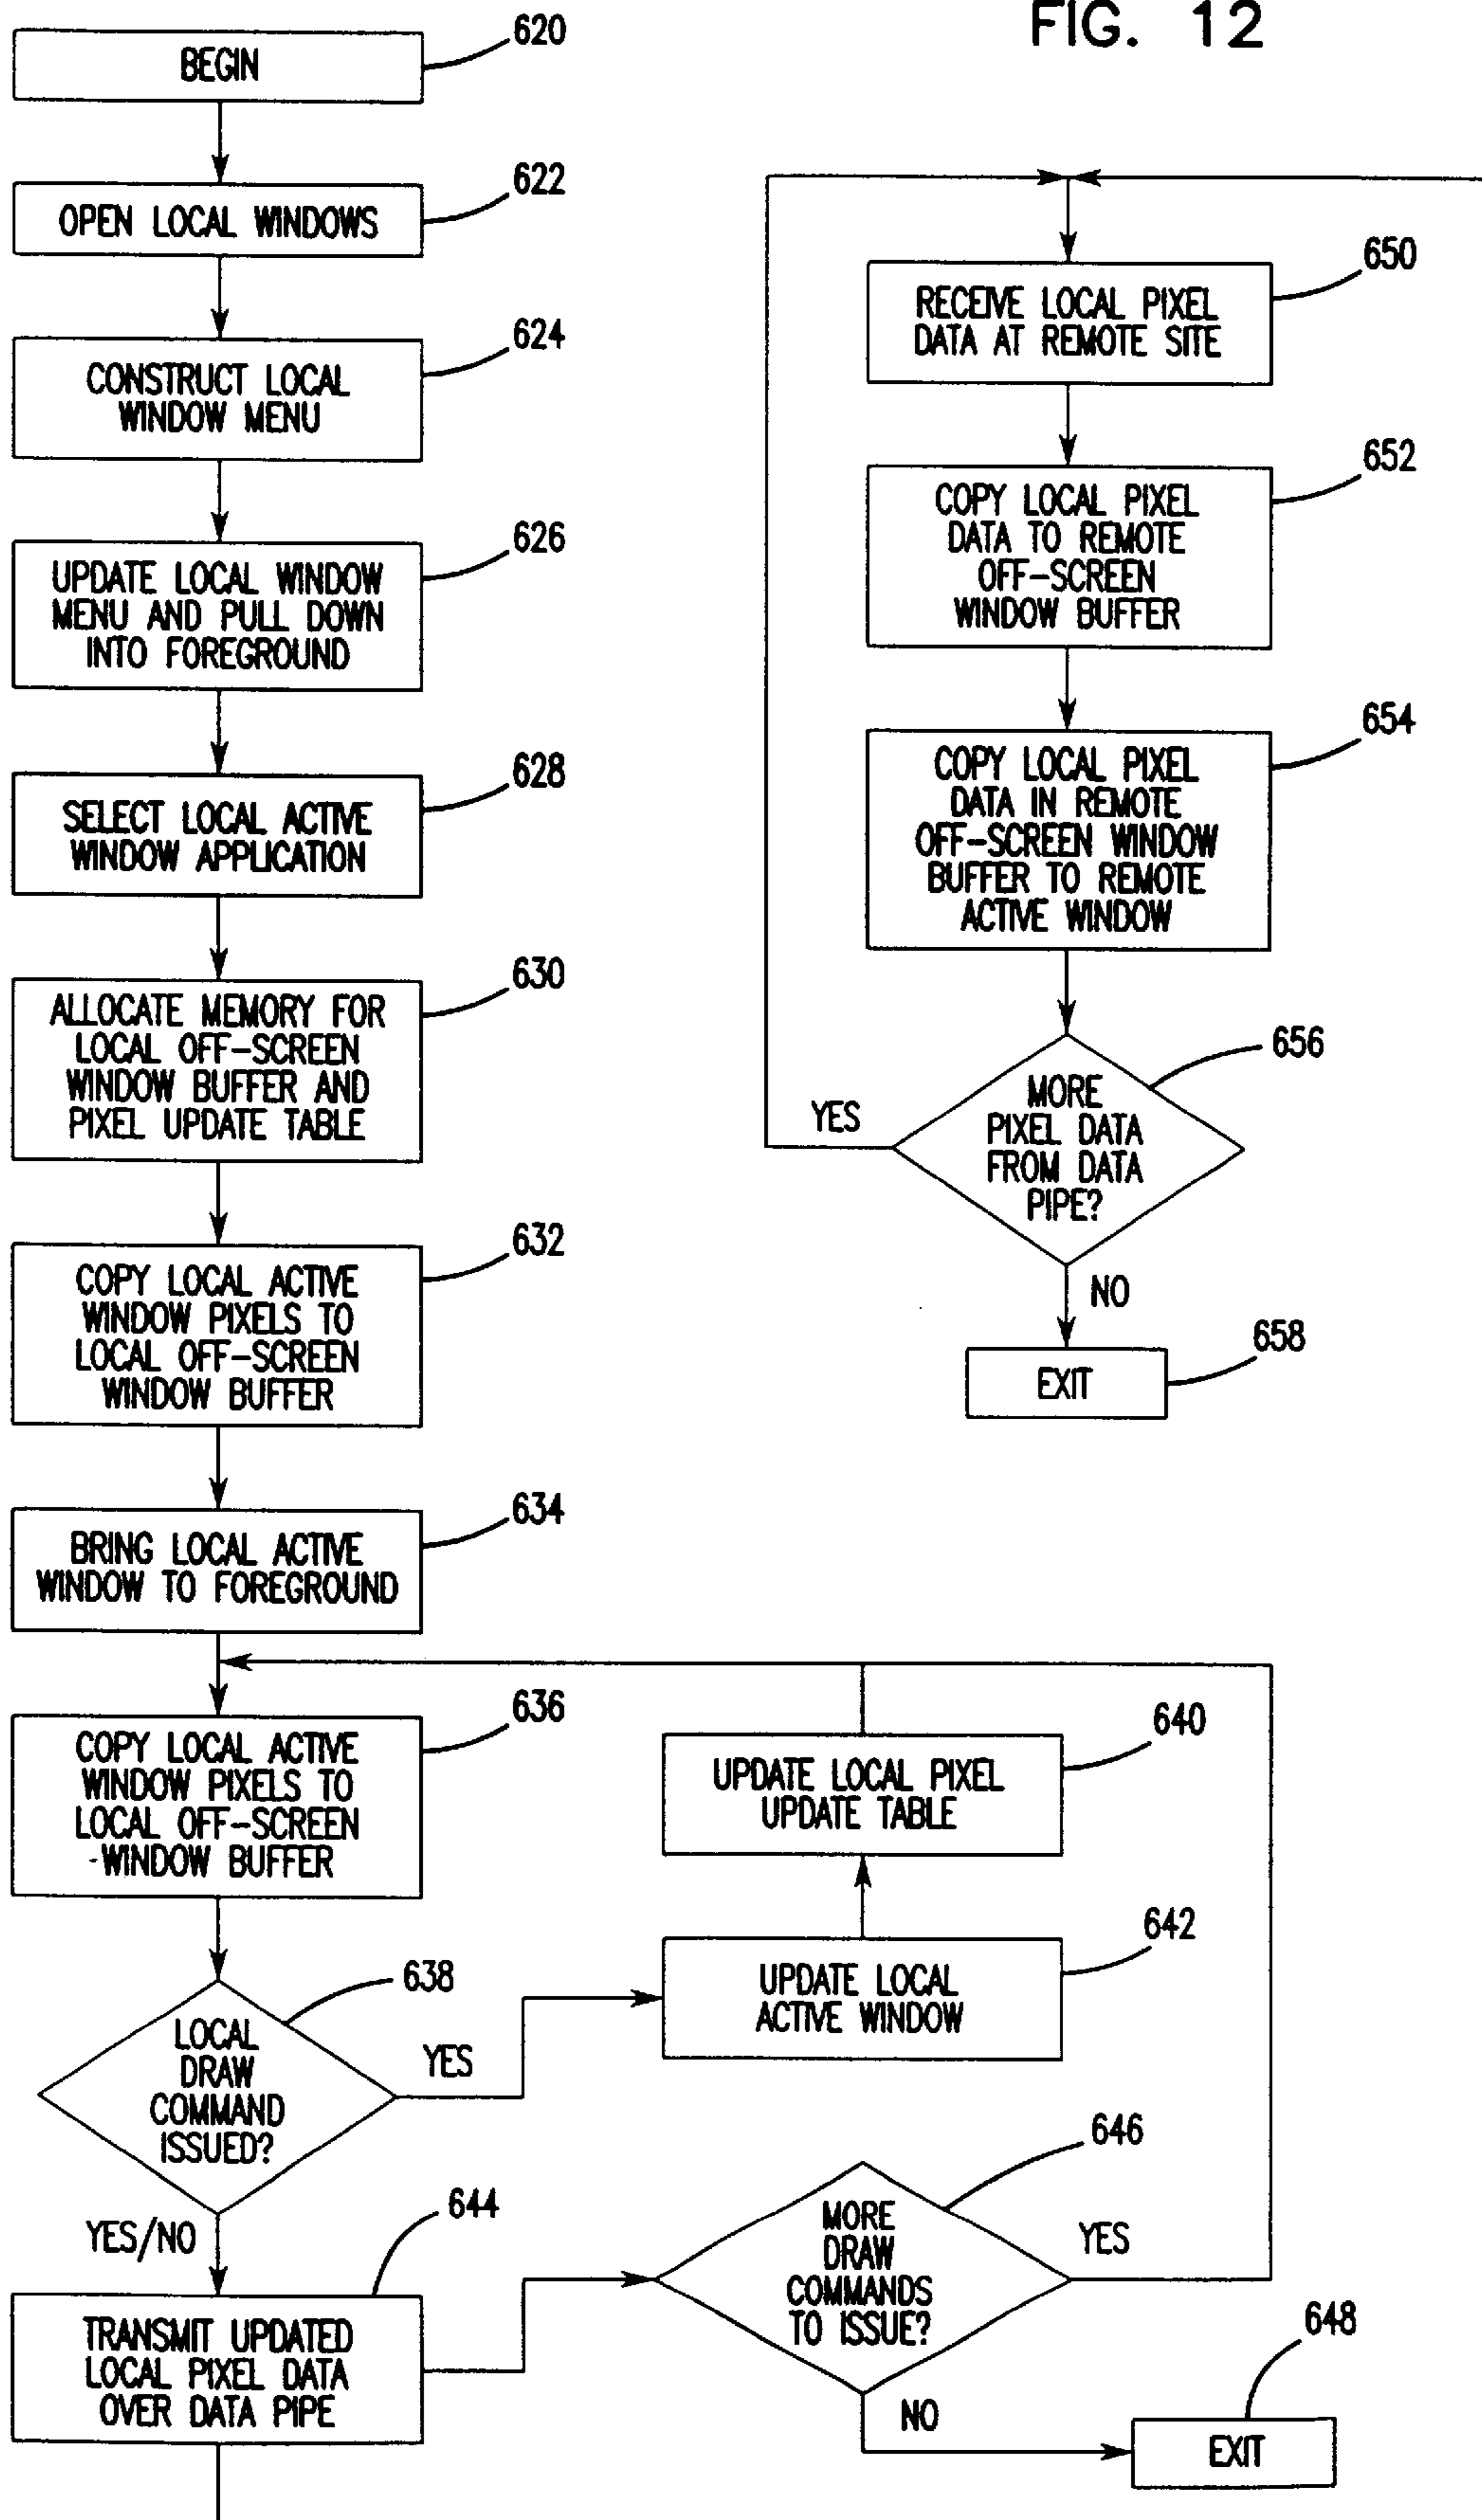 FIG. 12
BEGIN
620
OPEN LOCAL WINDOWS
622
CONSTRUCT LOCAL
WINDOW MENU
624
UPDATE LOCAL WINDOW
MENU AND PULL DOWN
INTO FOREGROUND
626
SELECT LOCAL ACTIVE
WINDOW APPLICATION
628
ALLOCATE MEMORY FOR
LOCAL OFF-SCREEN
WINDOW BUFFER AND
PIXEL UPDATE TABLE
630
COPY LOCAL ACTIVE
WINDOW PIXELS TO
LOCAL OFF-SCREEN
WINDOW BUFFER
632
BRING LOCAL ACTIVE
WINDOW TO FOREGROUND
634
COPY LOCAL ACTIVE
WINDOW PIXELS TO
LOCAL OFF-SCREEN
WINDOW BUFFER
636
LOCAL
DRAW
COMMAND
ISSUED?
638
YES
YES/NO
UPDATE LOCAL PIXEL
UPDATE TABLE
640
UPDATE LOCAL
ACTIVE WINDOW
642
TRANSMIT UPDATED
LOCAL PIXEL DATA
OVER DATA PIPE
644
MORE
DRAW
COMMANDS
TO ISSUE?
646
YES
NO
EXIT
648
RECEIVE LOCAL PIXEL
DATA AT REMOTE SITE
650
COPY LOCAL PIXEL
DATA TO REMOTE
OFF-SCREEN
WINDOW BUFFER
652
COPY LOCAL PIXEL
DATA IN REMOTE
OFF-SCREEN WINDOW
BUFFER TO REMOTE
ACTIVE WINDOW
654
MORE
PIXEL DATA
FROM DATA
PIPE?
656
YES
NO
EXIT
658